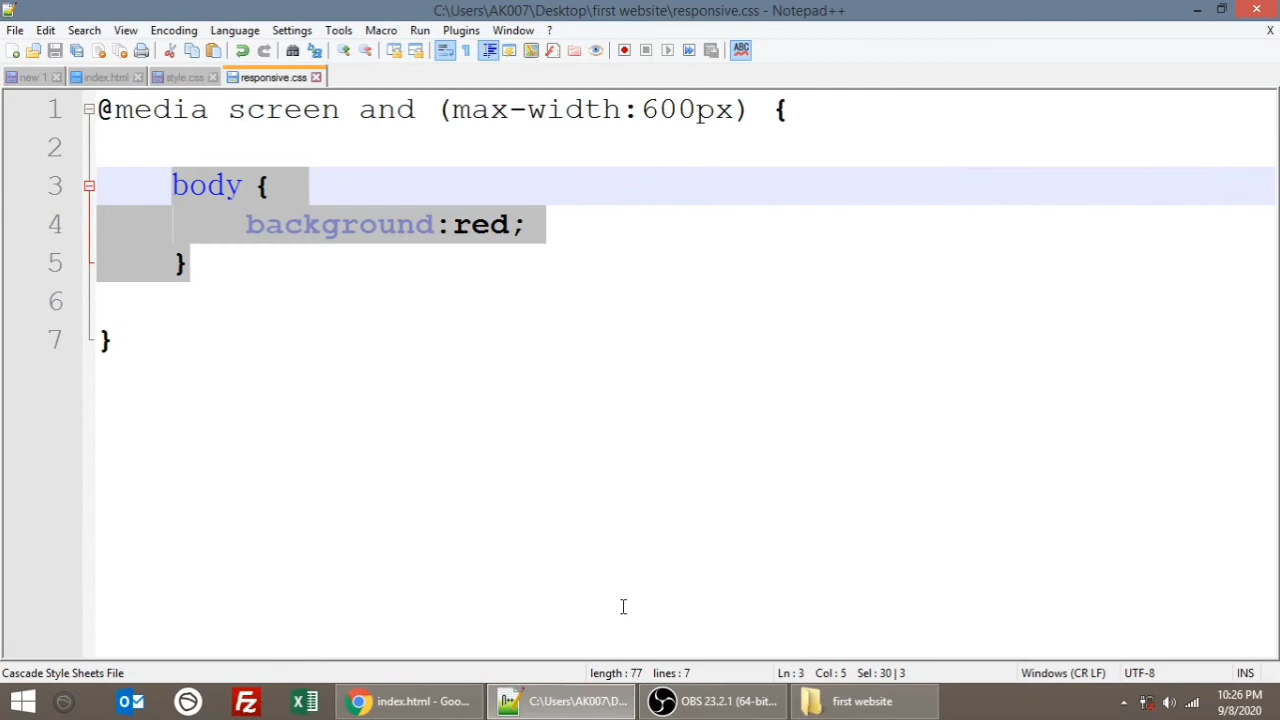 C:\Users\AK007\Desktop\first website\responsive.css - Notepad++
File Edit Search View Encoding Language Settings Tools Macro Run Plugins Window ? X
new 1 index.html style.css responsive.css
1 @media screen and (max-width:600px) {
2
3 body {
4 background:red;
5 }
6
7 }
Cascade Style Sheets File length : 77 lines : 7 Ln : 3 Col : 5 Sel : 30 | 3 Windows (CR LF) UTF-8 INS
index.html - Goo... C:\Users\AK007\D... OBS 23.2.1 (64-bit... first website
10:26 PM
9/8/2020